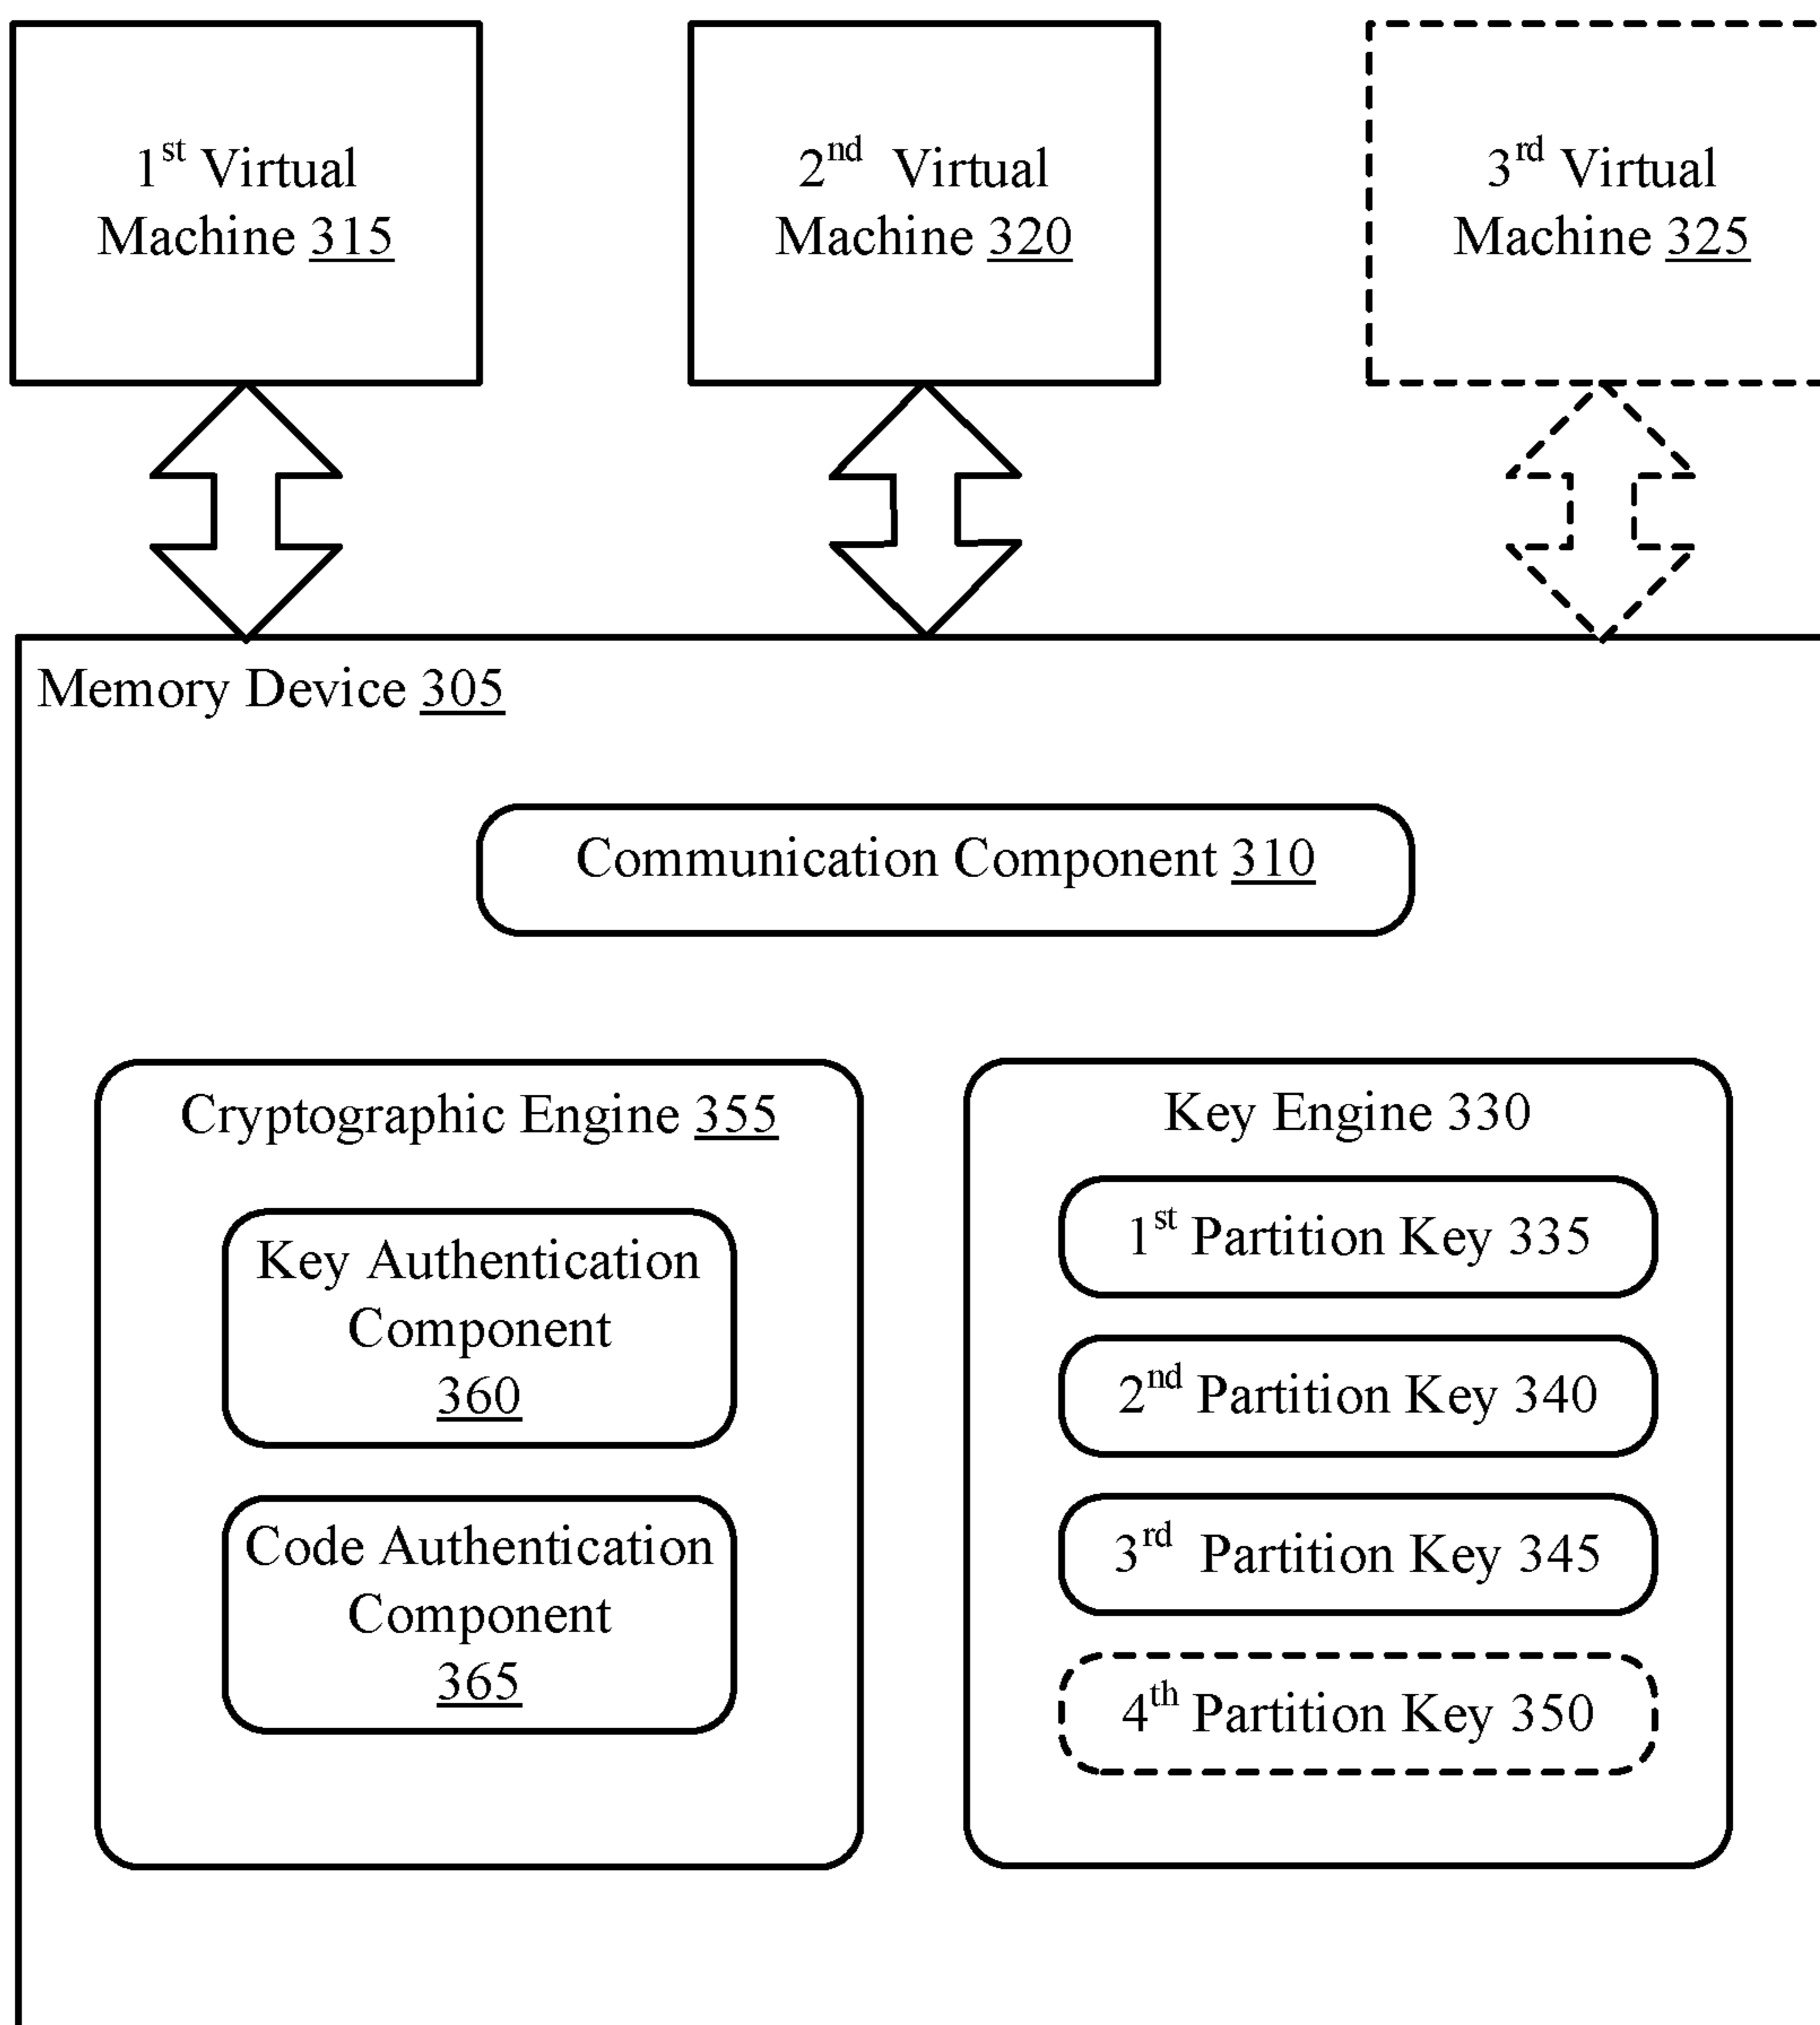 1st Virtual
Machine 315
2nd Virtual
Machine 320
3rd Virtual
Machine 325
Memory Device 305
Communication Component 310
Cryptographic Engine 355
Key Authentication
Component
360
Code Authentication
Component
365
Key Engine 330
1st Partition Key 335
2nd Partition Key 340
3rd Partition Key 345
4th Partition Key 350